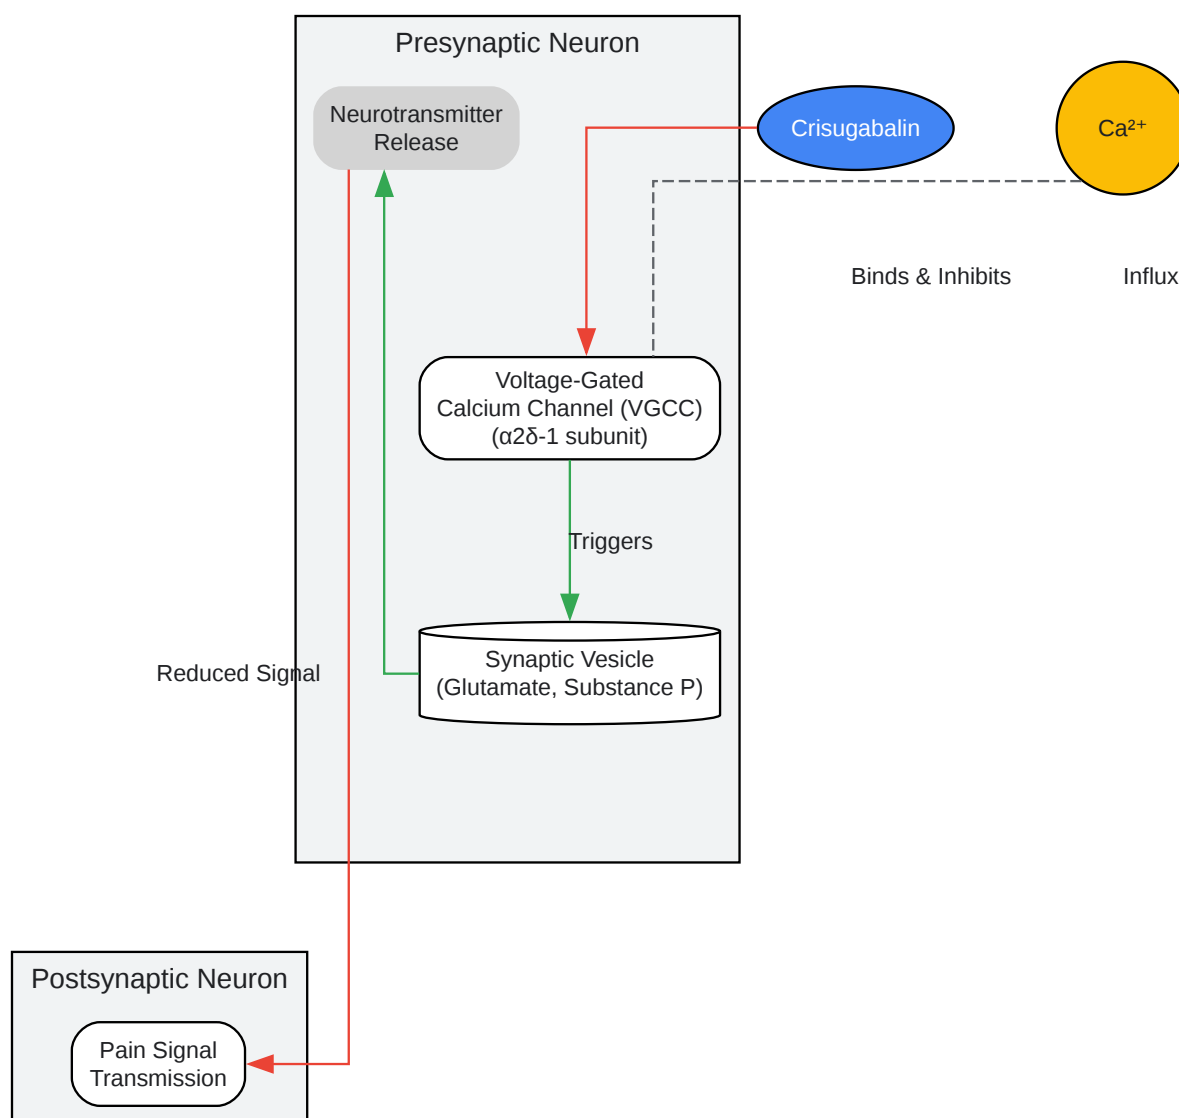 Presynaptic Neuron
Neurotransmitter
Release
Crisugabalin
Ca²⁺
Binds & Inhibits
Influx
Voltage-Gated
Calcium Channel (VGCC)
(α2δ-1 subunit)
Triggers
Synaptic Vesicle
(Glutamate, Substance P)
Reduced Signal
Postsynaptic Neuron
Pain Signal
Transmission